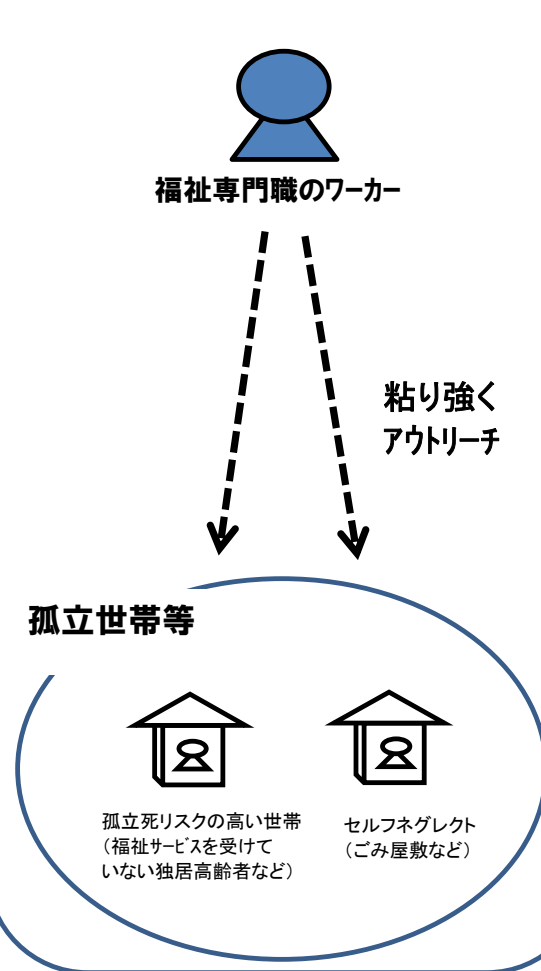 福祉専門職のワーカー
粘り強く
アウトリーチ
孤立世帯等
孤立死リスクの高い世帯
（福祉サービスを受けて
いない独居高齢者など）
セルフネグレクト
（ごみ屋敷など）